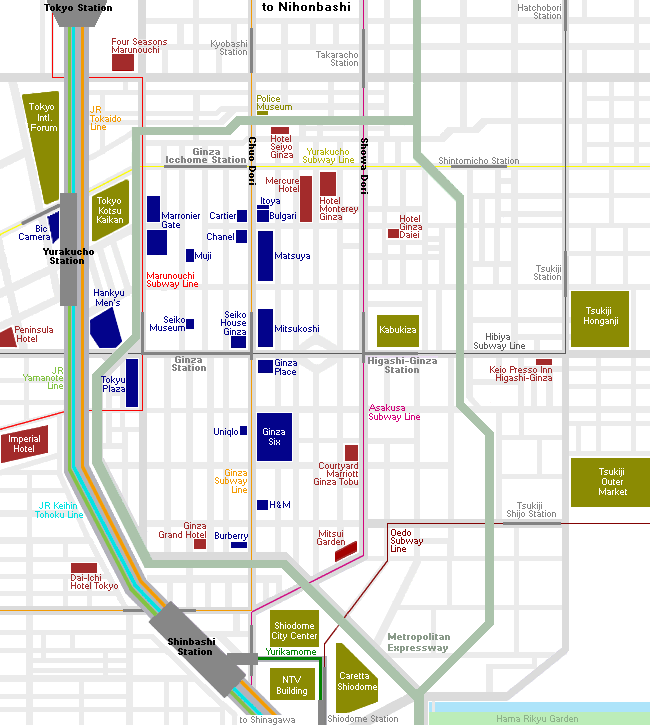 Tokyo Station
to Nihonbashi
Hatchobori
Station
Four Seasons
Marunouchi
Kyobashi
Station
Takaracho
Station
Tokyo
Intl.
Forum
JR
Tokaido
Line
Police
Museum
Hotel
Seiyo
Ginza
Chuo Dori
Showa Dori
Ginza
Icchome Station
Yurakucho
Subway Line
Shintomicho Station
Mercure
Hotel
Hotel
Monterey
Ginza
Tokyo
Kotsu
Kaikan
Marronier
Gate
Cartier
Itoya
Bulgari
Bic
Camera
Chanel
Hotel
Ginza
Daiei
Yurakucho
Station
Muji
Matsuya
Marunouchi
Subway Line
Tsukiji
Station
Hankyu
Men's
Seiko
Museum
Seiko
House
Ginza
Mitsukoshi
Kabukiza
Tsukiji
Honganji
Peninsula
Hotel
Hibiya
Subway Line
Ginza
Station
Ginza
Place
Higashi-Ginza
Station
Keio Presso Inn
Higashi-Ginza
JR
Yamanote
Line
Tokyu
Plaza
Asakusa
Subway Line
Imperial
Hotel
Uniqlo
Ginza
Six
Ginza
Subway
Line
Courtyard
Marriott
Ginza Tobu
Tsukiji
Outer
Market
JR Keihin
Tohoku Line
H&M
Tsukiji
Shijo Station
Ginza
Grand Hotel
Burberry
Mitsui
Garden
Oedo
Subway
Line
Dai-Ichi
Hotel Tokyo
Shinbashi
Station
Shiodome
City Center
Metropolitan
Expressway
Yurikamome
NTV
Building
Caretta
Shiodome
to Shinagawa
Shiodome Station
Hama Rikyu Garden